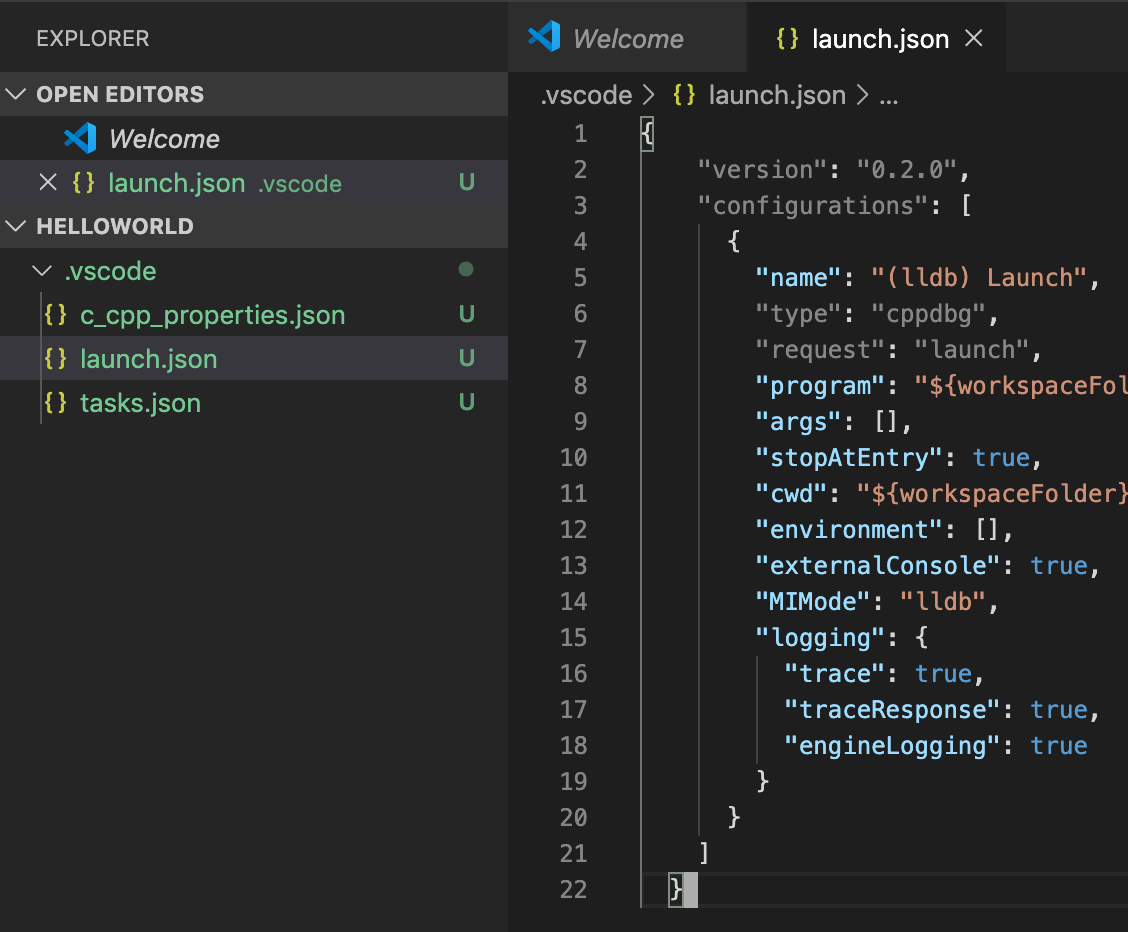 EXPLORER
OPEN EDITORS
Welcome
{} launch.json .vscode U
HELLOWORLD
.vscode
{} c_cpp_properties.json U
{} launch.json U
{} tasks.json U
Welcome
{} launch.json
.vscode > {} launch.json > ...
1 {
2 "version": "0.2.0",
3 "configurations": [
4 {
5 "name": "(lldb) Launch",
6 "type": "cppdbg",
7 "request": "launch",
8 "program": "${workspaceFol
9 "args": [],
10 "stopAtEntry": true,
11 "cwd": "${workspaceFolder}
12 "environment": [],
13 "externalConsole": true,
14 "MIMode": "lldb",
15 "logging": {
16 "trace": true,
17 "traceResponse": true,
18 "engineLogging": true
19 }
20 }
21 ]
22 }